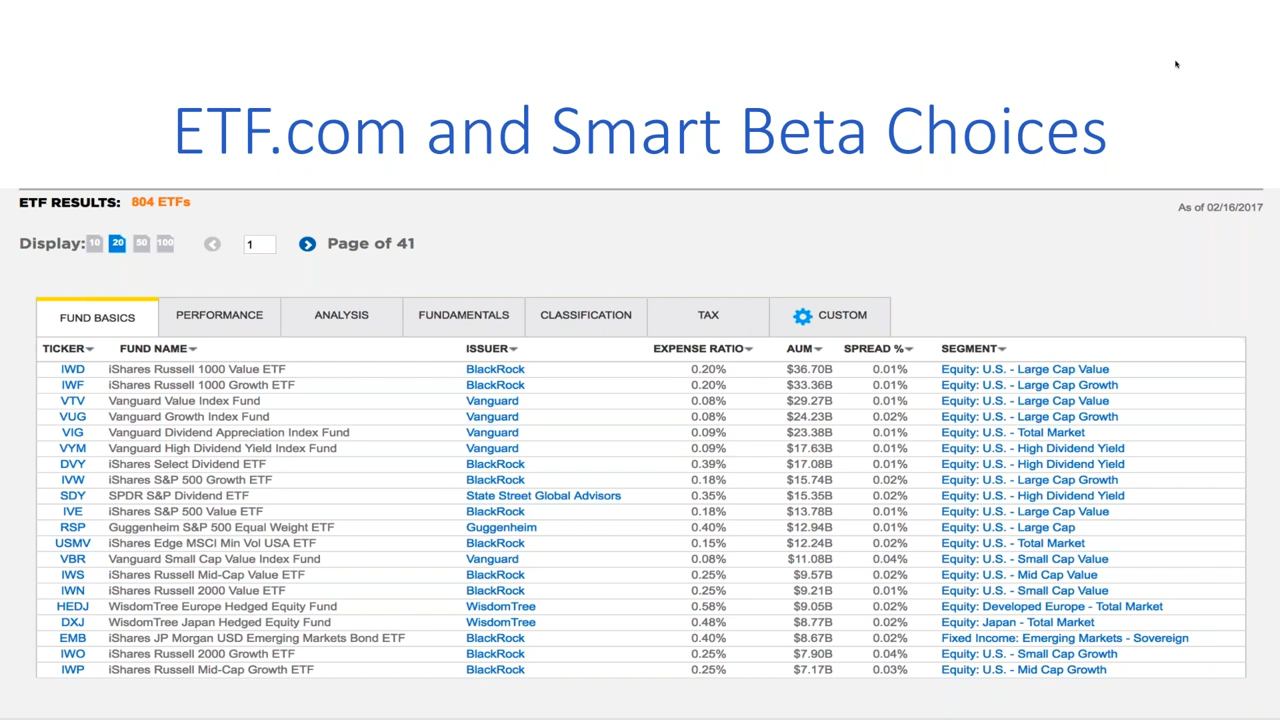 ETF.com and Smart Beta Choices
ETF RESULTS: 804 ETFs
As of 02/16/2017
Display: 10 20 50 100 1 Page of 41
FUND BASICS PERFORMANCE ANALYSIS FUNDAMENTALS CLASSIFICATION TAX CUSTOM
TICKER FUND NAME ISSUER EXPENSE RATIO AUM SPREAD % SEGMENT
IWD iShares Russell 1000 Value ETF BlackRock 0.20% $36.70B 0.01% Equity: U.S. - Large Cap Value
IWF iShares Russell 1000 Growth ETF BlackRock 0.20% $33.36B 0.01% Equity: U.S. - Large Cap Growth
VTV Vanguard Value Index Fund Vanguard 0.08% $29.27B 0.01% Equity: U.S. - Large Cap Value
VUG Vanguard Growth Index Fund Vanguard 0.08% $24.23B 0.02% Equity: U.S. - Large Cap Growth
VIG Vanguard Dividend Appreciation Index Fund Vanguard 0.09% $23.38B 0.01% Equity: U.S. - Total Market
VYM Vanguard High Dividend Yield Index Fund Vanguard 0.09% $17.63B 0.01% Equity: U.S. - High Dividend Yield
DVY iShares Select Dividend ETF BlackRock 0.39% $17.08B 0.01% Equity: U.S. - High Dividend Yield
IVW iShares S&P 500 Growth ETF BlackRock 0.18% $15.74B 0.02% Equity: U.S. - Large Cap Growth
SDY SPDR S&P Dividend ETF State Street Global Advisors 0.35% $15.35B 0.02% Equity: U.S. - High Dividend Yield
IVE iShares S&P 500 Value ETF BlackRock 0.18% $13.78B 0.01% Equity: U.S. - Large Cap Value
RSP Guggenheim S&P 500 Equal Weight ETF Guggenheim 0.40% $12.94B 0.01% Equity: U.S. - Large Cap
USMV iShares Edge MSCI Min Vol USA ETF BlackRock 0.15% $12.24B 0.02% Equity: U.S. - Total Market
VBR Vanguard Small Cap Value Index Fund Vanguard 0.08% $11.08B 0.04% Equity: U.S. - Small Cap Value
IWS iShares Russell Mid-Cap Value ETF BlackRock 0.25% $9.57B 0.02% Equity: U.S. - Mid Cap Value
IWN iShares Russell 2000 Value ETF BlackRock 0.25% $9.21B 0.01% Equity: U.S. - Small Cap Value
HEDJ WisdomTree Europe Hedged Equity Fund WisdomTree 0.58% $9.05B 0.02% Equity: Developed Europe - Total Market
DXJ WisdomTree Japan Hedged Equity Fund WisdomTree 0.48% $8.77B 0.02% Equity: Japan - Total Market
EMB iShares JP Morgan USD Emerging Markets Bond ETF BlackRock 0.40% $8.67B 0.02% Fixed Income: Emerging Markets - Sovereign
IWO iShares Russell 2000 Growth ETF BlackRock 0.25% $7.90B 0.04% Equity: U.S. - Small Cap Growth
IWP iShares Russell Mid-Cap Growth ETF BlackRock 0.25% $7.17B 0.03% Equity: U.S. - Mid Cap Growth